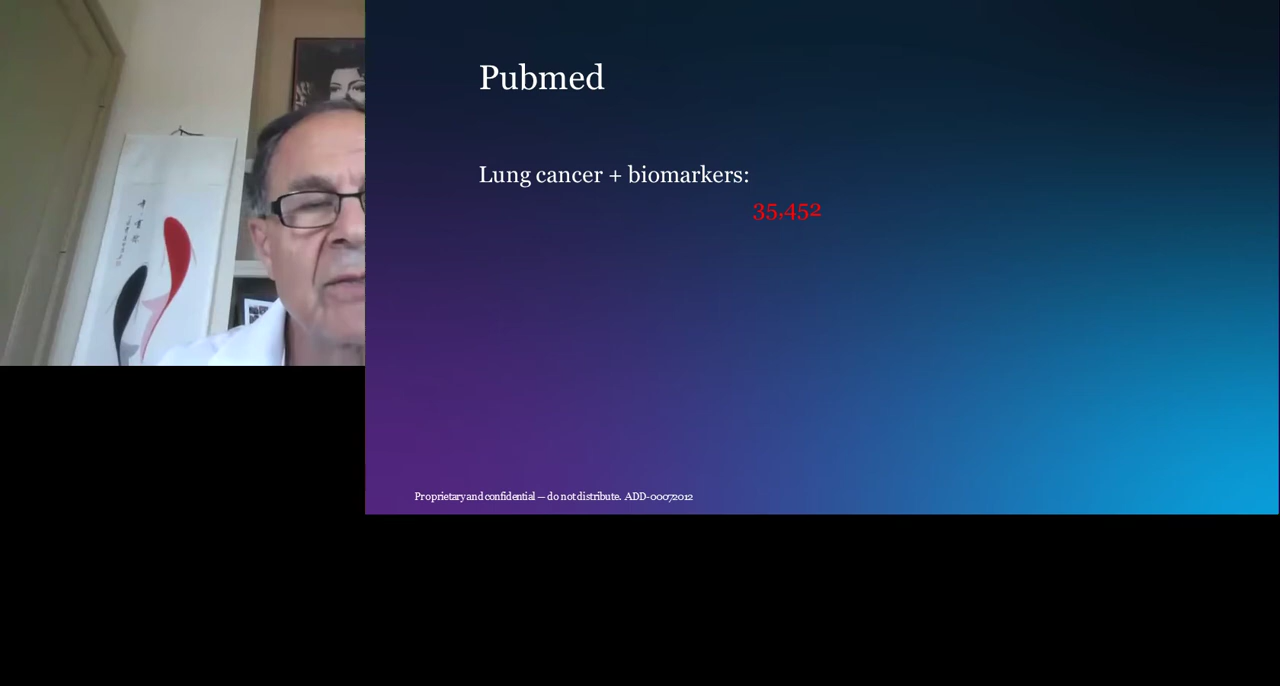 Pubmed
Lung cancer + biomarkers:
35,452
Proprietary and confidential — do not distribute. ADD-00072012